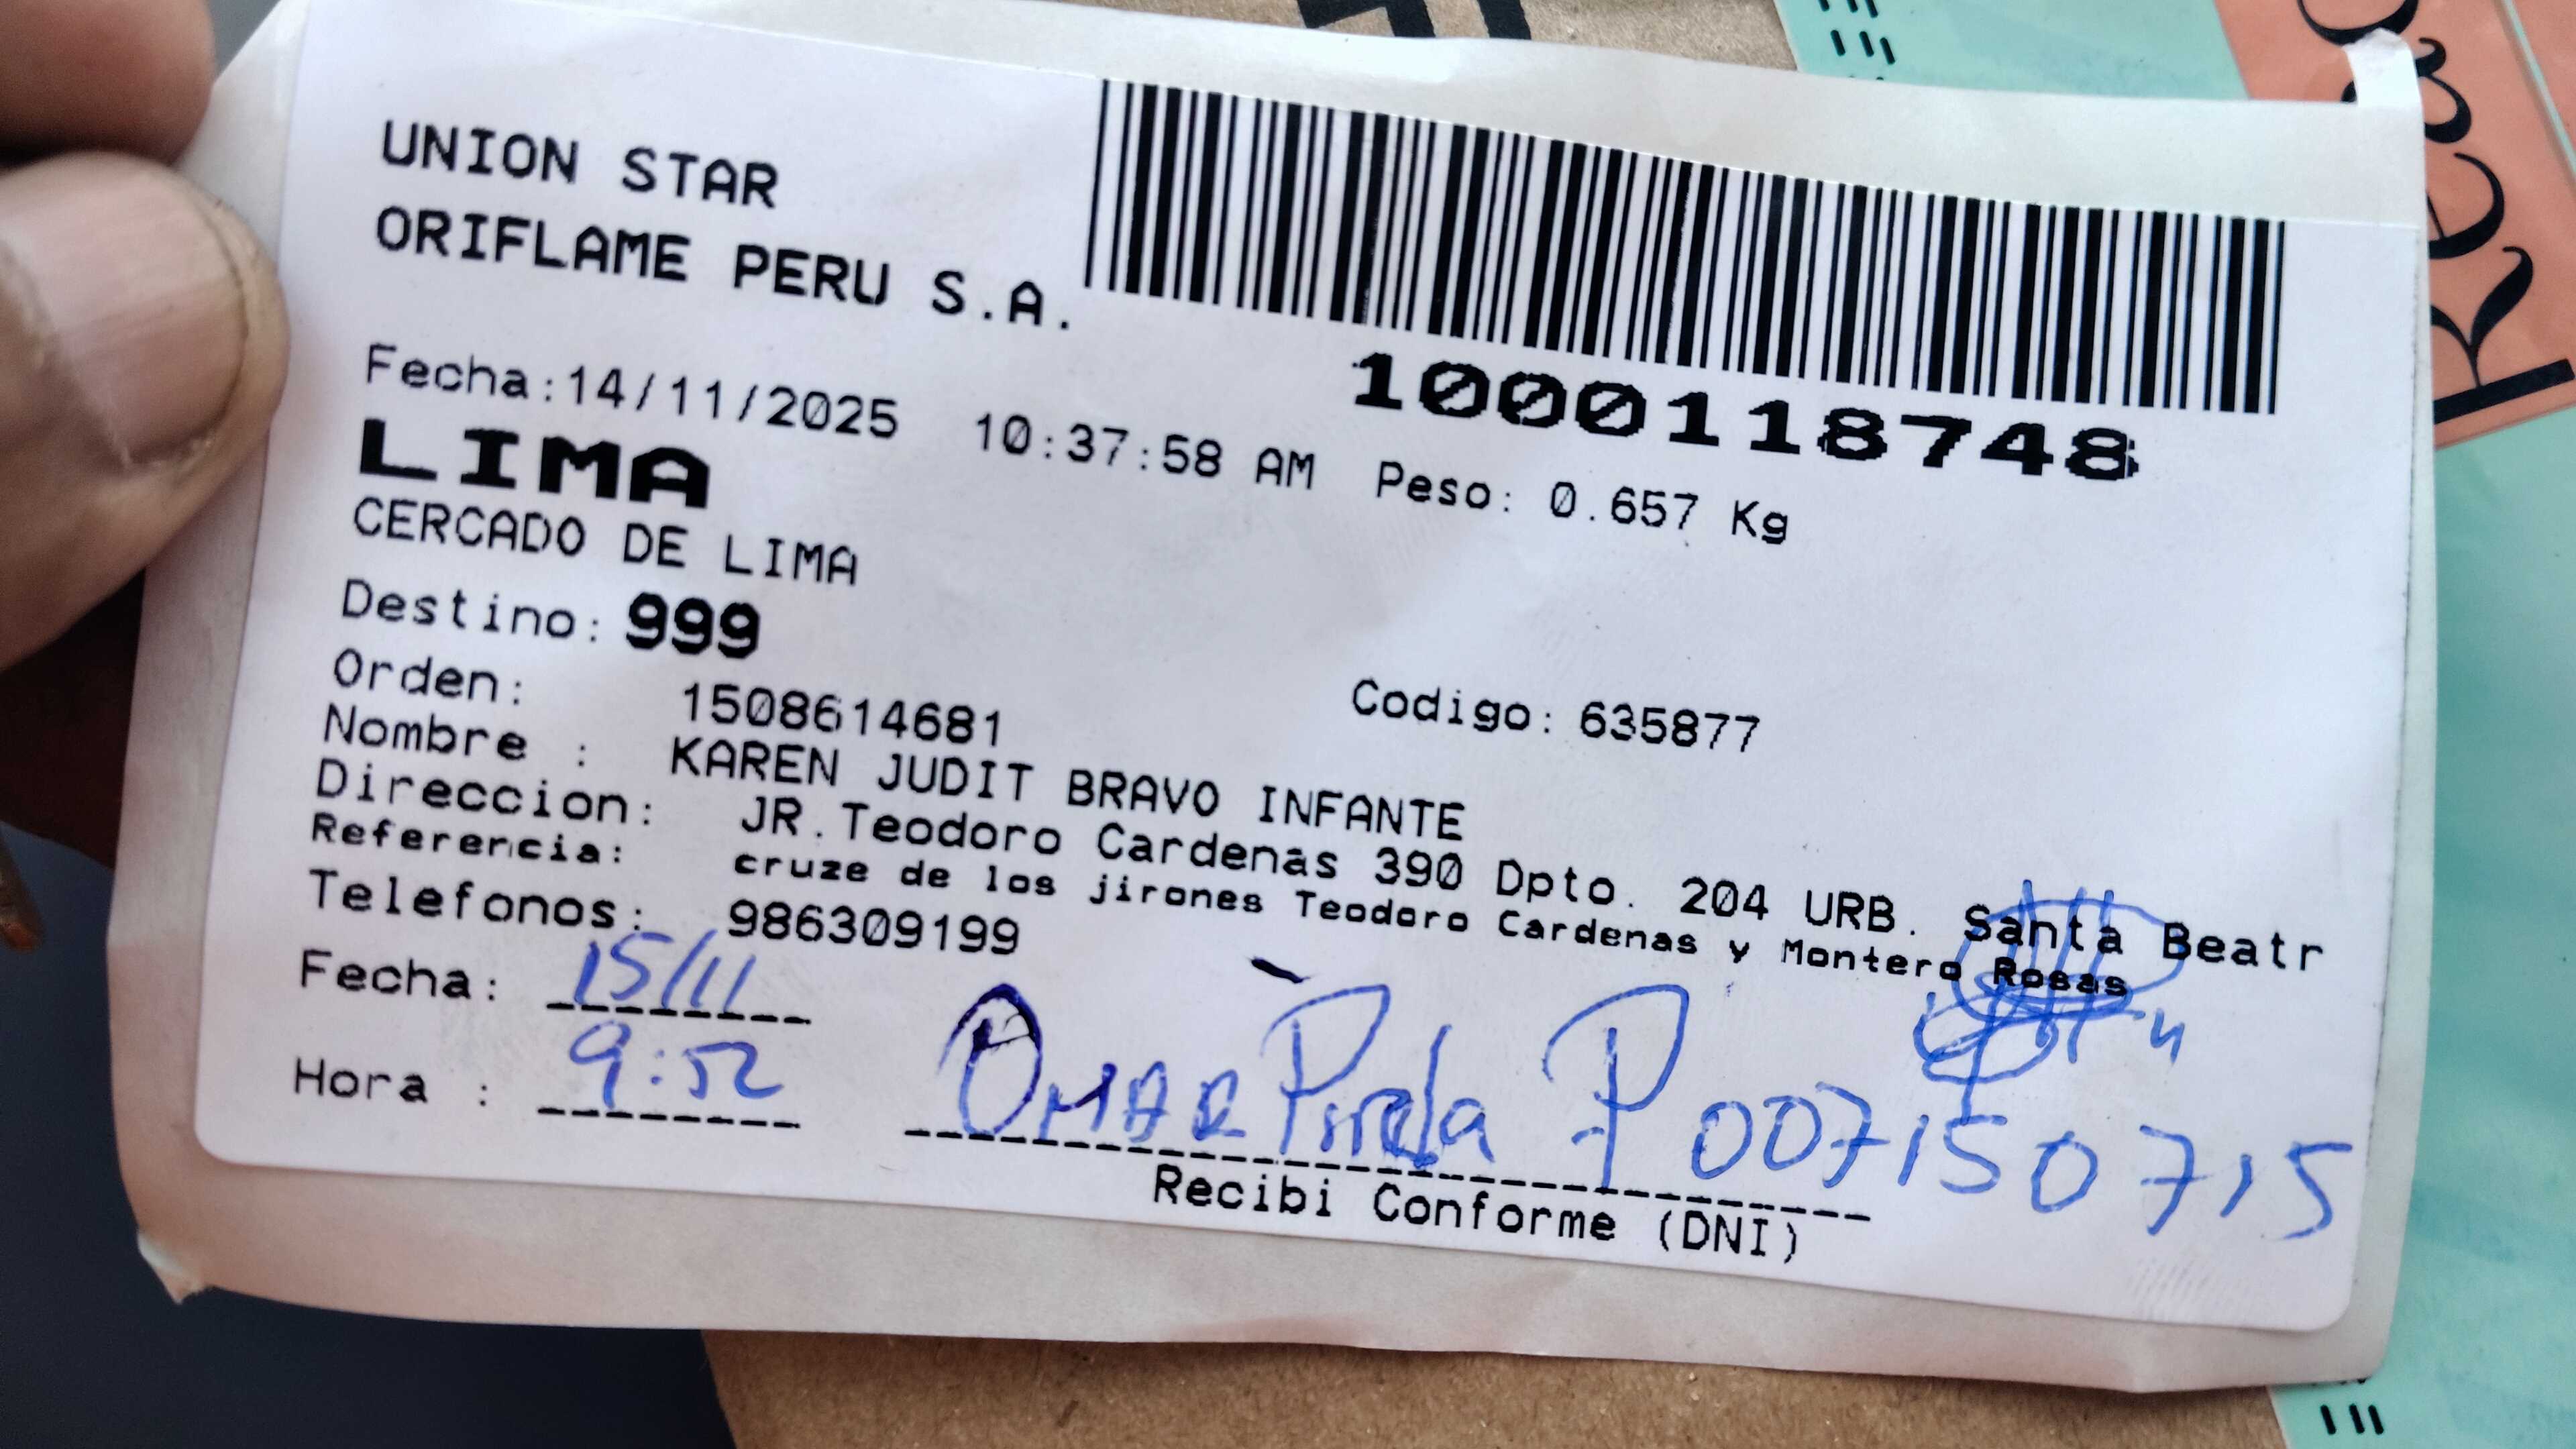 UNION STAR
ORIFLAME PERU S.A.
1000118748
Fecha:14/11/2025 10:37:58 AM Peso: 0.657 Kg
LIMA
CERCADO DE LIMA
Destino: 999
Orden: 1508614681 Codigo: 635877
Nombre : KAREN JUDIT BRAVO INFANTE
Direccion: JR.Teodoro Cardenas 390 Dpto. 204 URB. Santa Beatr
Referencia: cruze de los jirones Teodoro Cardenas y Montero Rosas
Telefonos: 986309199
Fecha: 15/11
Hora : 9:52
OMAR Pirela P 007150715
Recibi Conforme (DNI)